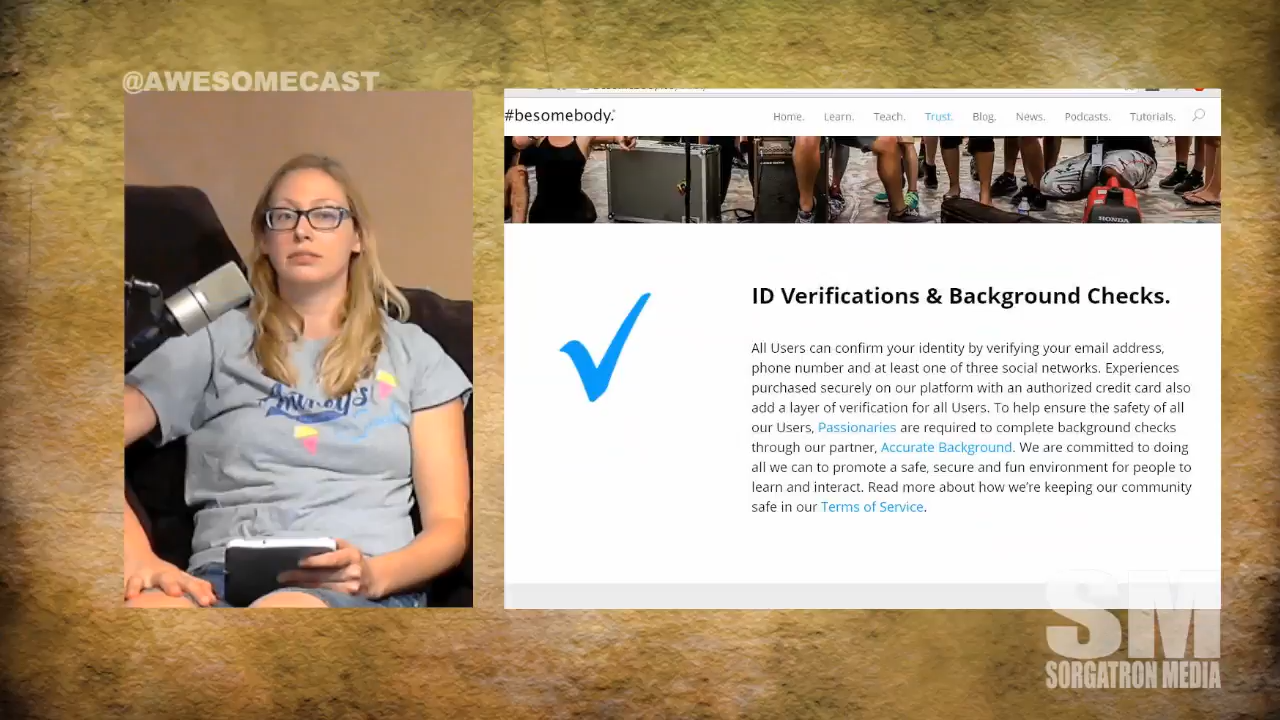 @AWESOMECAST
#besomebody.
Home. Learn. Teach. Trust. Blog. News. Podcasts. Tutorials.
HONDA
ID Verifications & Background Checks.
All Users can confirm your identity by verifying your email address,
phone number and at least one of three social networks. Experiences
purchased securely on our platform with an authorized credit card also
add a layer of verification for all Users. To help ensure the safety of all
our Users, Passionaries are required to complete background checks
through our partner, Accurate Background. We are committed to doing
all we can to promote a safe, secure and fun environment for people to
learn and interact. Read more about how we’re keeping our community
safe in our Terms of Service.
SM
SORGATRON MEDIA